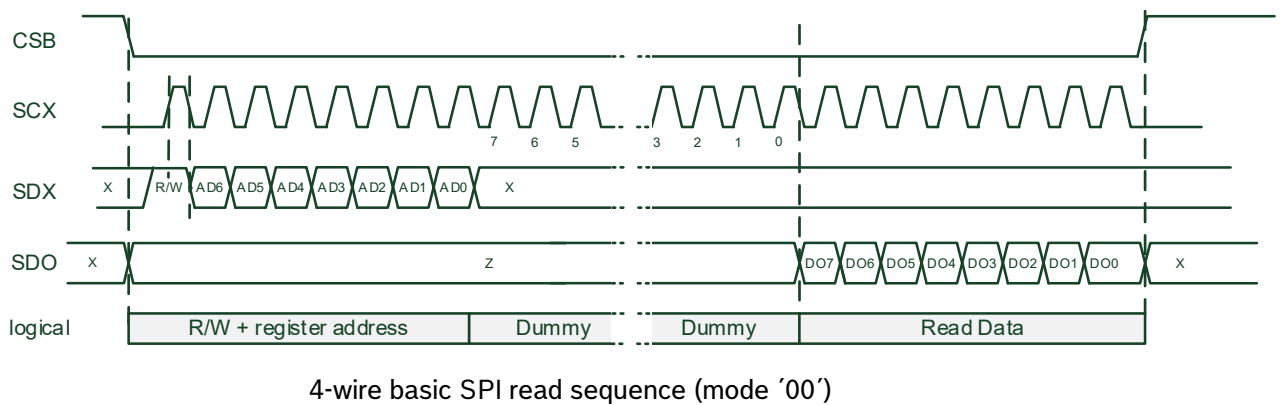 CSB
SCX
7 6 5 3 2 1 0
SDX X R/W AD6 AD5 AD4 AD3 AD2 AD1 AD0 X
SDO X Z DO7 DO6 DO5 DO4 DO3 DO2 DO1 DO0 X
logical R/W + register address Dummy Dummy Read Data
4-wire basic SPI read sequence (mode ´00´)